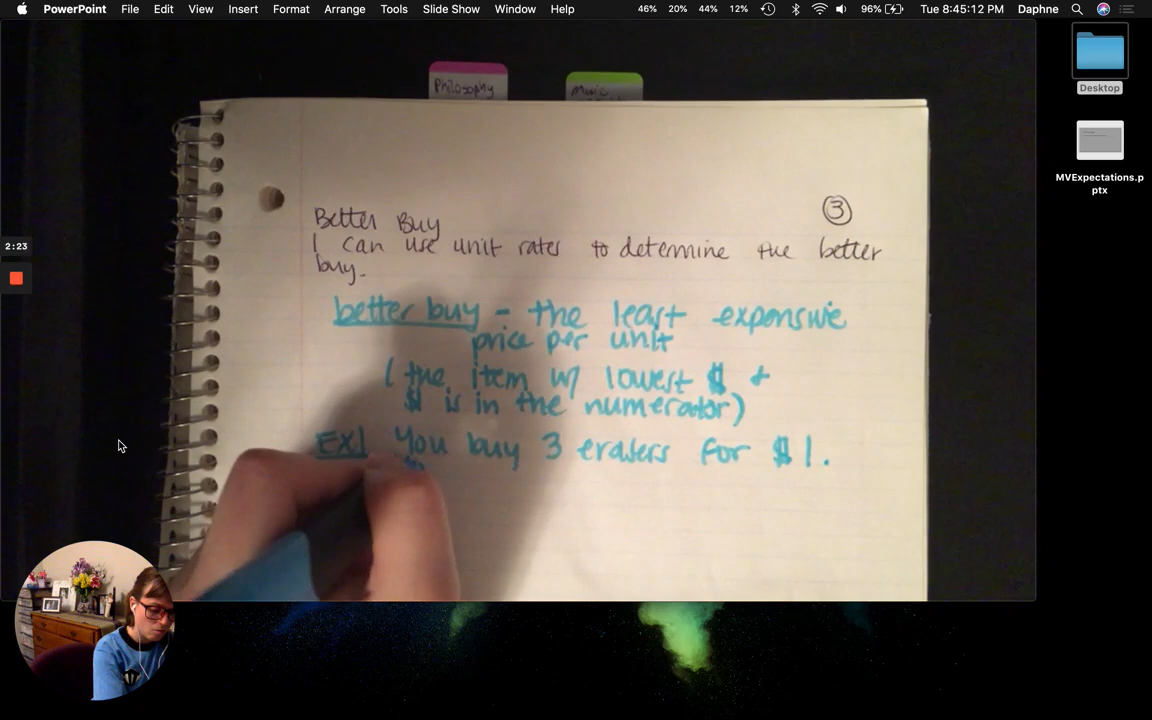 PowerPoint File Edit View Insert Format Arrange Tools Slide Show Window Help 46% 20% 44% 12% 96% Tue 8:45:12 PM Daphne
Desktop
MVExpectations.p
ptx
2:23
Philosophy
Music
Better Buy
3
I can use unit rates to determine the better
buy.
better buy - the least expensive
price per unit
( the item w/ lowest $ +
$ is in the numerator)
EX1 You buy 3 erasers for $1.